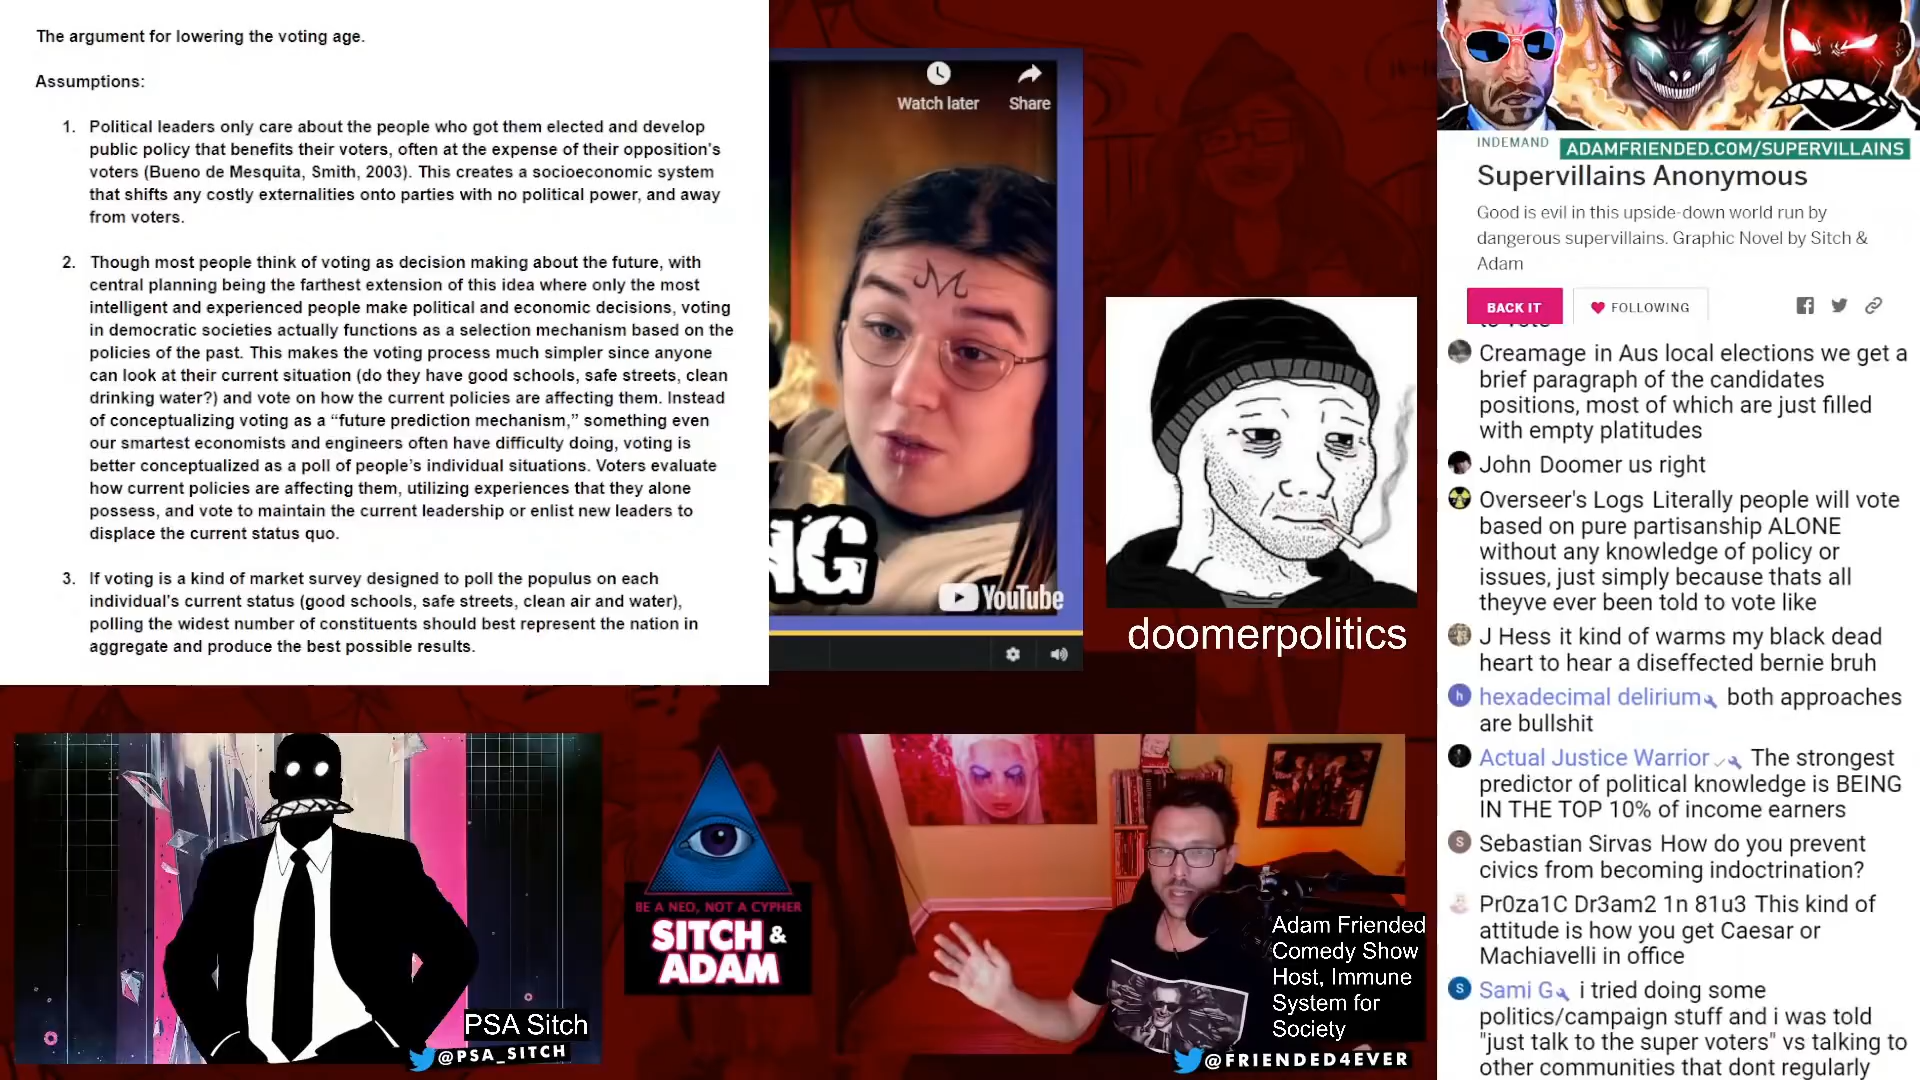 The argument for lowering the voting age.
Assumptions:
1. Political leaders only care about the people who got them elected and develop
public policy that benefits their voters, often at the expense of their opposition's
voters (Bueno de Mesquita, Smith, 2003). This creates a socioeconomic system
that shifts any costly externalities onto parties with no political power, and away
from voters.
2. Though most people think of voting as decision making about the future, with
central planning being the farthest extension of this idea where only the most
intelligent and experienced people make political and economic decisions, voting
in democratic societies actually functions as a selection mechanism based on the
policies of the past. This makes the voting process much simpler since anyone
can look at their current situation (do they have good schools, safe streets, clean
drinking water?) and vote on how the current policies are affecting them. Instead
of conceptualizing voting as a “future prediction mechanism,” something even
our smartest economists and engineers often have difficulty doing, voting is
better conceptualized as a poll of people’s individual situations. Voters evaluate
how current policies are affecting them, utilizing experiences that they alone
possess, and vote to maintain the current leadership or enlist new leaders to
displace the current status quo.
3. If voting is a kind of market survey designed to poll the populus on each
individual's current status (good schools, safe streets, clean air and water),
polling the widest number of constituents should best represent the nation in
aggregate and produce the best possible results.
Watch later
Share
NG
YouTube
doomerpolitics
INDEMAND
ADAMFRIENDED.COM/SUPERVILLAINS
Supervillains Anonymous
Good is evil in this upside-down world run by
dangerous supervillains. Graphic Novel by Sitch &
Adam
BACK IT
FOLLOWING
to vote
Creamage in Aus local elections we get a
brief paragraph of the candidates
positions, most of which are just filled
with empty platitudes
John Doomer us right
Overseer's Logs Literally people will vote
based on pure partisanship ALONE
without any knowledge of policy or
issues, just simply because thats all
theyve ever been told to vote like
J Hess it kind of warms my black dead
heart to hear a diseffected bernie bruh
h hexadecimal delirium both approaches
are bullshit
Actual Justice Warrior The strongest
predictor of political knowledge is BEING
IN THE TOP 10% of income earners
S Sebastian Sirvas How do you prevent
civics from becoming indoctrination?
Pr0za1C Dr3am2 1n 81u3 This kind of
attitude is how you get Caesar or
Machiavelli in office
S Sami G i tried doing some
politics/campaign stuff and i was told
"just talk to the super voters" vs talking to
other communities that dont regularly
PSA Sitch
@PSA_SITCH
BE A NEO, NOT A CYPHER
SITCH &
ADAM
Adam Friended
Comedy Show
Host, Immune
System for
Society
@FRIENDED4EVER